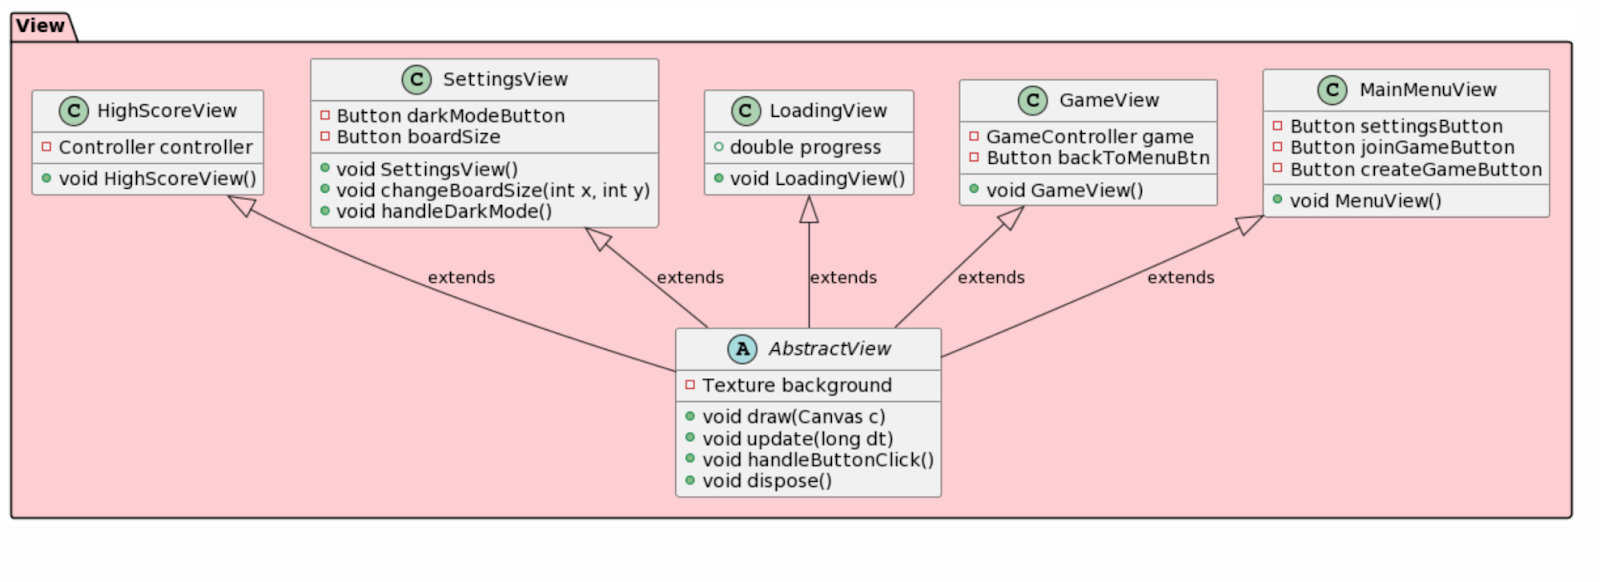 View
C HighScoreView
Controller controller
void HighScoreView()
C SettingsView
Button darkModeButton
Button boardSize
void SettingsView()
void changeBoardSize(int x, int y)
void handleDarkMode()
C LoadingView
double progress
void LoadingView()
C GameView
GameController game
Button backToMenuBtn
void GameView()
C MainMenuView
Button settingsButton
Button joinGameButton
Button createGameButton
void MenuView()
extends
extends
extends
extends
extends
A AbstractView
Texture background
void draw(Canvas c)
void update(long dt)
void handleButtonClick()
void dispose()